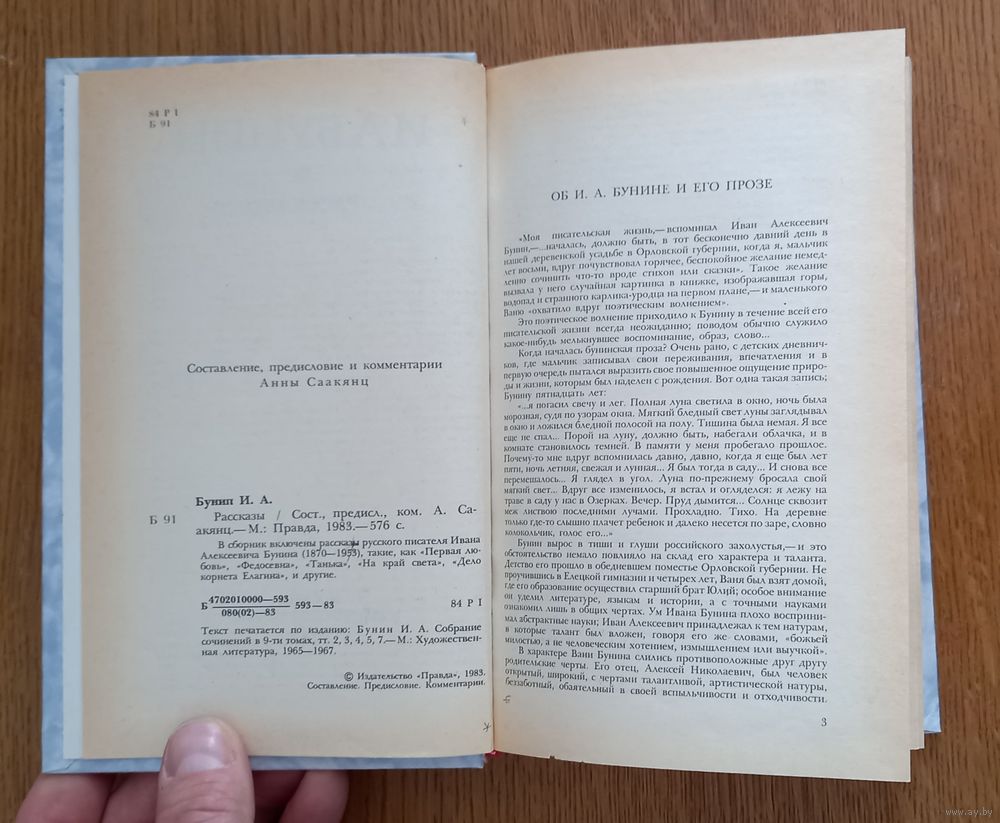 84 Р 1
Б 91
Составление, предисловие и комментарии
Анны Саакянц
Бунин И. А.
Б 91
Рассказы / Сост., предисл., ком. А. Са-
акянц.— М.: Правда, 1983.—576 с.
В сборник включены рассказы русского писателя Ивана
Алексеевича Бунина (1870—1953), такие, как «Первая лю-
бовь», «Федосевна», «Танька», «На край света», «Дело
корнета Елагина», и другие.
Б 4702010000—593
080(02)—83
593—83
84 Р I
Текст печатается по изданию: Бунин И. А. Собрание
сочинений в 9-ти томах, тт. 2, 3, 4, 5, 7.— М.: Художествен-
ная литература, 1965—1967.
© Издательство «Правда», 1983.
Составление. Предисловие. Комментарии.
ОБ И. А. БУНИНЕ И ЕГО ПРОЗЕ
«Моя писательская жизнь,— вспоминал Иван Алексеевич
Бунин,—...началась, должно быть, в тот бесконечно давний день в
нашей деревенской усадьбе в Орловской губернии, когда я, мальчик
лет восьми, вдруг почувствовал горячее, беспокойное желание немед-
ленно сочинить что-то вроде стихов или сказки». Такое желание
вызвала у него случайная картинка в книжке, изображавшая горы,
водопад и странного карлика-уродца на первом плане,— и маленького
Ваню «охватило вдруг поэтическим волнением».
Это поэтическое волнение приходило к Бунину в течение всей его
писательской жизни всегда неожиданно; поводом обычно служило
какое-нибудь мелькнувшее воспоминание, образ, слово...
Когда началась бунинская проза? Очень рано, с детских дневнич-
ков, где мальчик записывал свои переживания, впечатления и в
первую очередь пытался выразить свое повышенное ощущение приро-
ды и жизни, которым был наделен с рождения. Вот одна такая запись;
Бунину пятнадцать лет:
«...я погасил свечу и лег. Полная луна светила в окно, ночь была
морозная, судя по узорам окна. Мягкий бледный свет луны заглядывал
в окно и ложился бледной полосой на полу. Тишина была немая. Я все
еще не спал... Порой на луну, должно быть, набегали облачка, и в
комнате становилось темней. В памяти у меня пробегало прошлое.
Почему-то мне вдруг вспомнилась давно, давно, когда я еще был лет
пяти, ночь летняя, свежая и лунная... Я был тогда в саду... И снова все
перемешалось... Я глядел в угол. Луна по-прежнему бросала свой
мягкий свет... Вдруг все изменилось, я встал и огляделся: я лежу на
траве в саду у нас в Озерках. Вечер. Пруд дымится... Солнце сквозит
меж листвою последними лучами. Прохладно. Тихо. На деревне
только где-то слышно плачет ребенок и далеко несется по заре, словно
колокольчик, голос его...»
Бунин вырос в тиши и глуши российского захолустья,— и это
обстоятельство немало повлияло на склад его характера и таланта.
Детство его прошло в обедневшем поместье Орловской губернии. Не
проучившись в Елецкой гимназии и четырех лет, Ваня был взят домой,
где его образование осуществил старший брат Юлий; особое внимание
он уделил литературе, языкам и истории, а с точными науками
ознакомил лишь в общих чертах. Ум Ивана Бунина плохо восприни-
мал абстрактные науки; Иван Алексеевич принадлежал к тем натурам,
в которые талант был вложен, говоря его же словами, «божьей
милостью, а не человеческим хотением, измышлением или выучкой».
В характере Вани Бунина слились противоположные друг другу
родительские черты. Его отец, Алексей Николаевич, был человек
открытый, широкий, с чертами талантливой, артистической натуры,
беззаботный, обаятельный в своей вспыльчивости и отходчивости.
3
www.ay.by